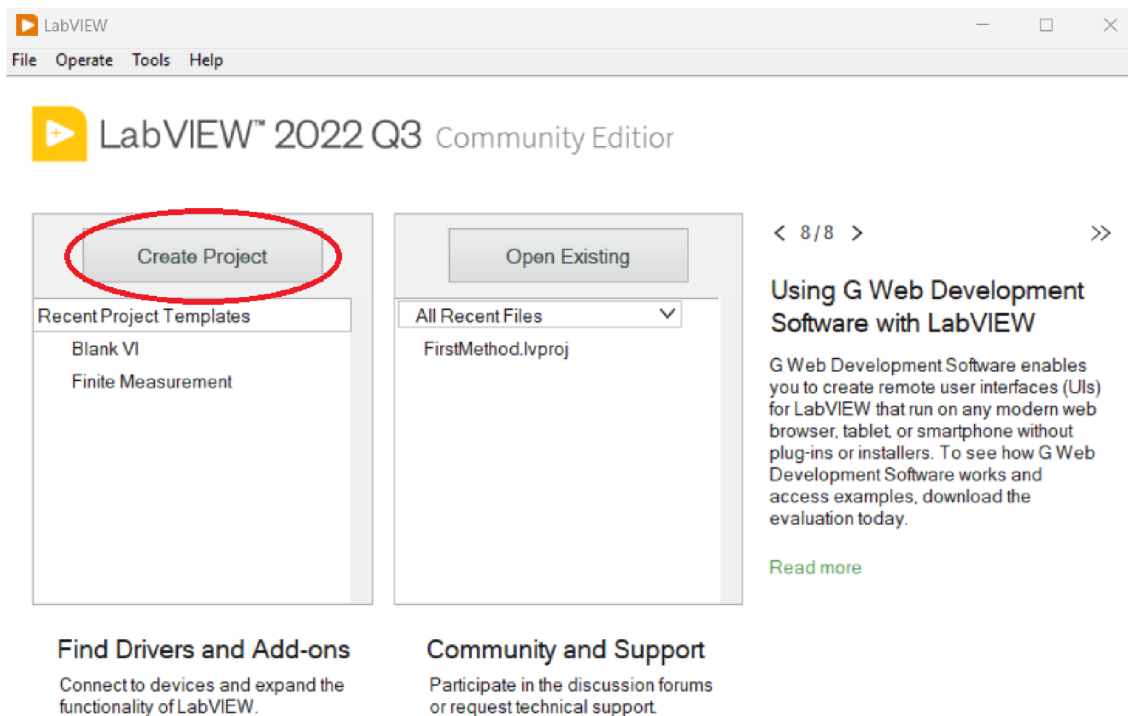 LabVIEW
File Operate Tools Help
LabVIEW™ 2022 Q3 Community Editior
Create Project
Recent Project Templates
Blank VI
Finite Measurement
Open Existing
All Recent Files
FirstMethod.lvproj
< 8/8 >
>>
Using G Web Development
Software with LabVIEW
G Web Development Software enables
you to create remote user interfaces (UIs)
for LabVIEW that run on any modern web
browser, tablet, or smartphone without
plug-ins or installers. To see how G Web
Development Software works and
access examples, download the
evaluation today.
Read more
Find Drivers and Add-ons
Connect to devices and expand the
functionality of LabVIEW.
Community and Support
Participate in the discussion forums
or request technical support.